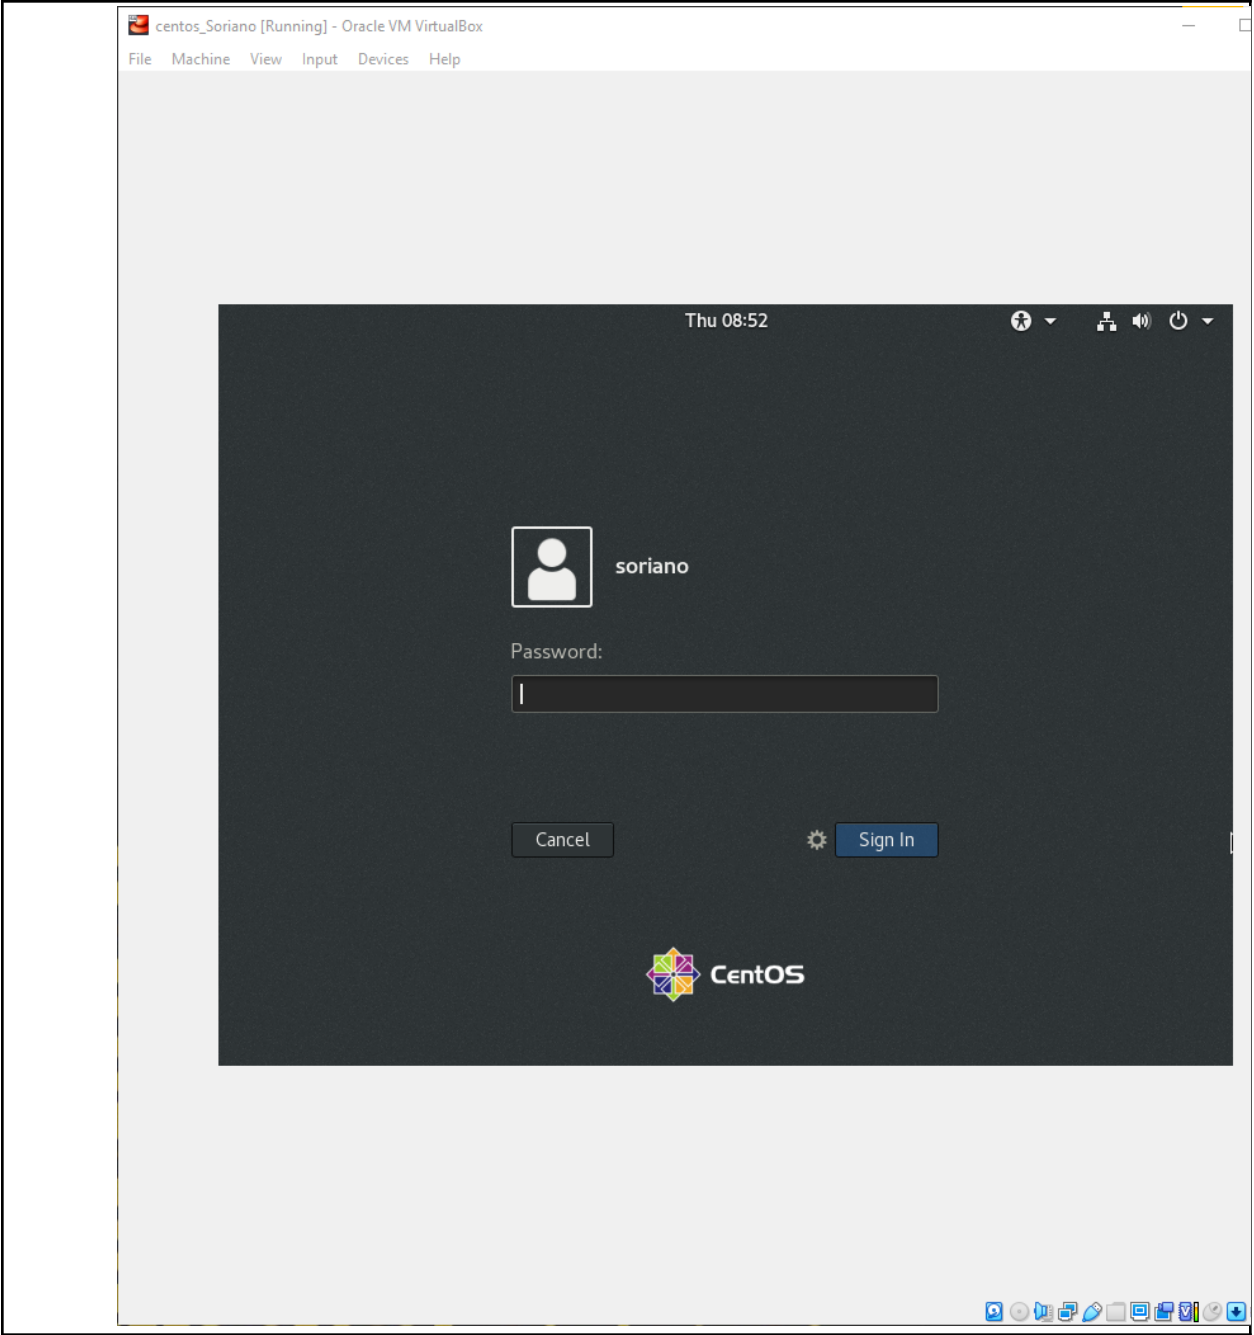 centos_Soriano [Running] - Oracle VM VirtualBox
File Machine View Input Devices Help
Thu 08:52
soriano
Password:
Cancel Sign In
CentOS